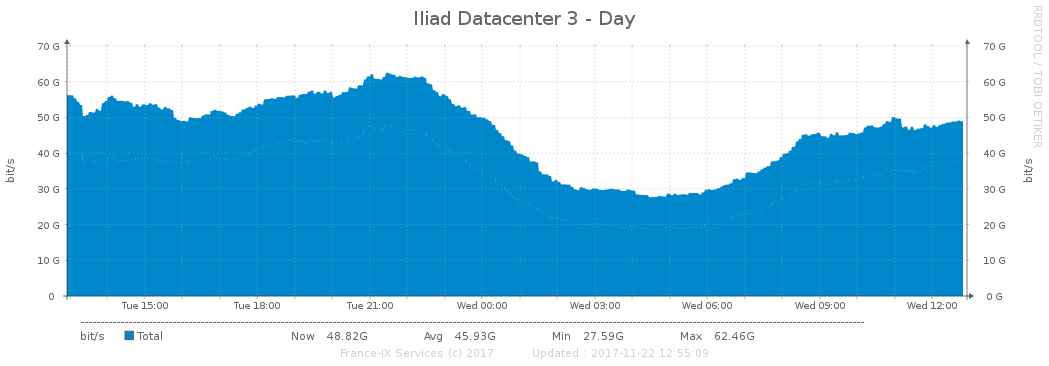 Iliad Datacenter 3 - Day
RRDTOOL / TOBI OETIKER
70 G 70 G
60 G 60 G
50 G 50 G
40 G 40 G
30 G 30 G
20 G 20 G
10 G 10 G
0 0 G
bit/s
bit/s
Tue 15:00 Tue 18:00 Tue 21:00 Wed 00:00 Wed 03:00 Wed 06:00 Wed 09:00 Wed 12:00
bit/s Total Now 48.82G Avg 45.93G Min 27.59G Max 62.46G
France-IX Services (c) 2017 Updated : 2017-11-22 12:55:09